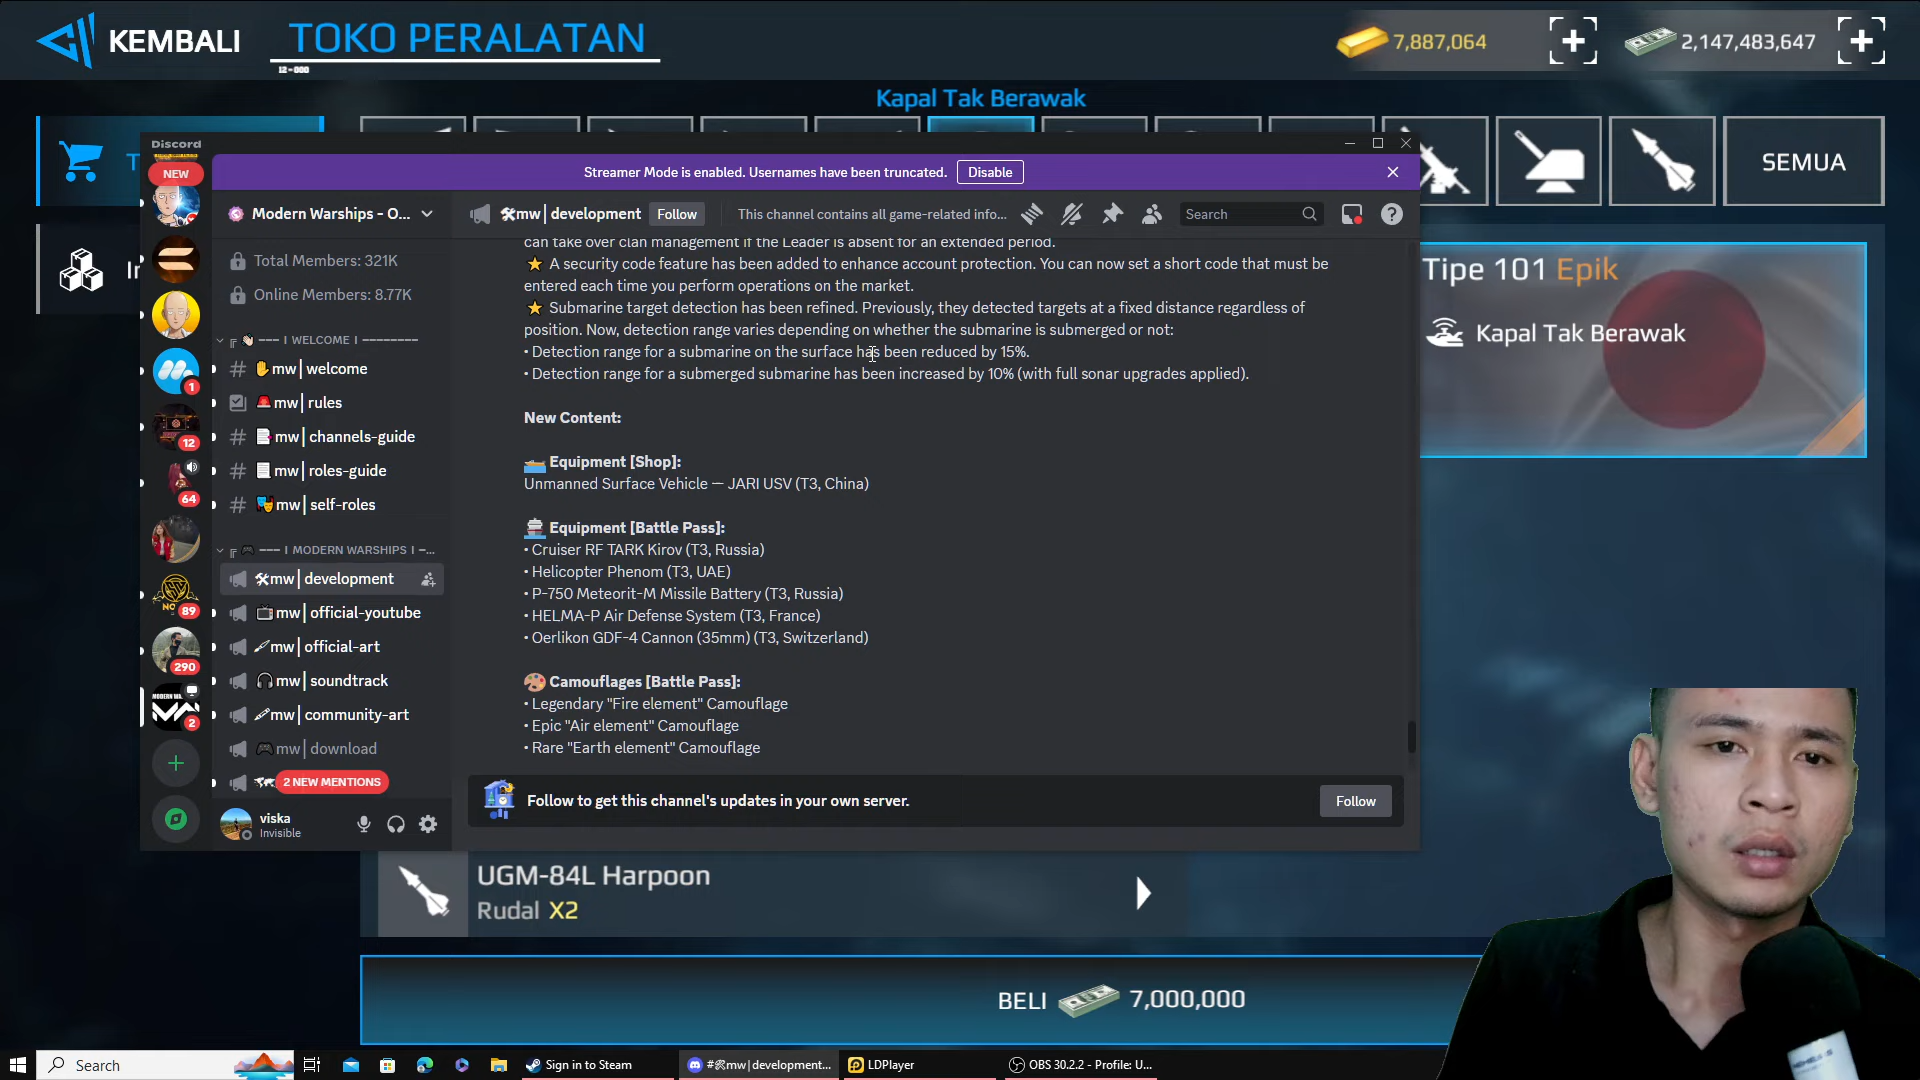 KEMBALI
TOKO PERALATAN
12-000
7,887,064
2,147,483,647
Kapal Tak Berawak
SEMUA
Discord
NEW
Streamer Mode is enabled. Usernames have been truncated.
Disable
Modern Warships - O...
mw|development
Follow
This channel contains all game-related info...
Search
Total Members: 321K
Online Members: 8.77K
--- I WELCOME I --------
mw|welcome
mw|rules
mw|channels-guide
mw|roles-guide
mw|self-roles
--- I MODERN WARSHIPS I -...
mw|development
mw|official-youtube
mw|official-art
mw|soundtrack
mw|community-art
mw|download
2 NEW MENTIONS
1
12
64
89
290
2
viska
Invisible
can take over clan management if the Leader is absent for an extended period.
⭐ A security code feature has been added to enhance account protection. You can now set a short code that must be
entered each time you perform operations on the market.
⭐ Submarine target detection has been refined. Previously, they detected targets at a fixed distance regardless of
position. Now, detection range varies depending on whether the submarine is submerged or not:
• Detection range for a submarine on the surface has been reduced by 15%.
• Detection range for a submerged submarine has been increased by 10% (with full sonar upgrades applied).
New Content:
Equipment [Shop]:
Unmanned Surface Vehicle — JARI USV (T3, China)
Equipment [Battle Pass]:
• Cruiser RF TARK Kirov (T3, Russia)
• Helicopter Phenom (T3, UAE)
• P-750 Meteorit-M Missile Battery (T3, Russia)
• HELMA-P Air Defense System (T3, France)
• Oerlikon GDF-4 Cannon (35mm) (T3, Switzerland)
Camouflages [Battle Pass]:
• Legendary "Fire element" Camouflage
• Epic "Air element" Camouflage
• Rare "Earth element" Camouflage
Follow to get this channel's updates in your own server.
Follow
Tipe 101 Epik
Kapal Tak Berawak
UGM-84L Harpoon
Rudal X2
BELI
7,000,000
Search
Sign in to Steam
#🛠mw|development...
LDPlayer
OBS 30.2.2 - Profile: U...